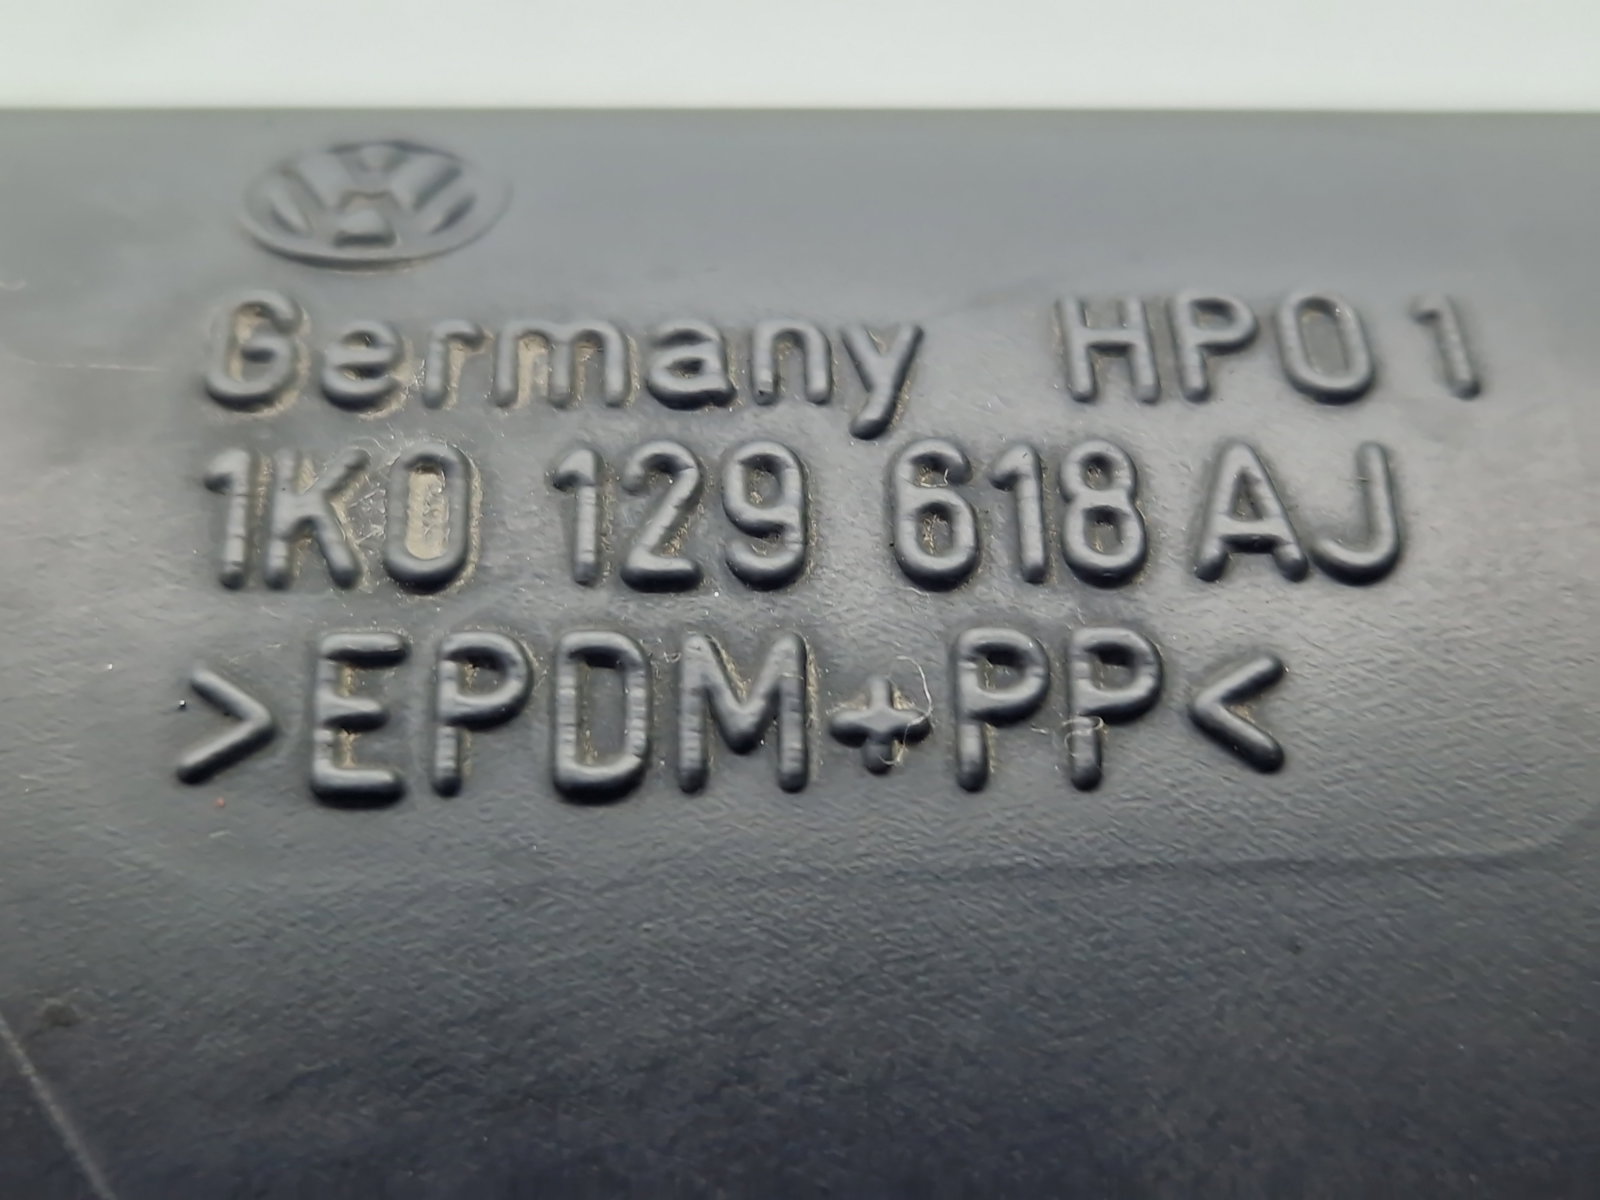 Germany HP01
1K0 129 618 AJ
>EPDM+PP<